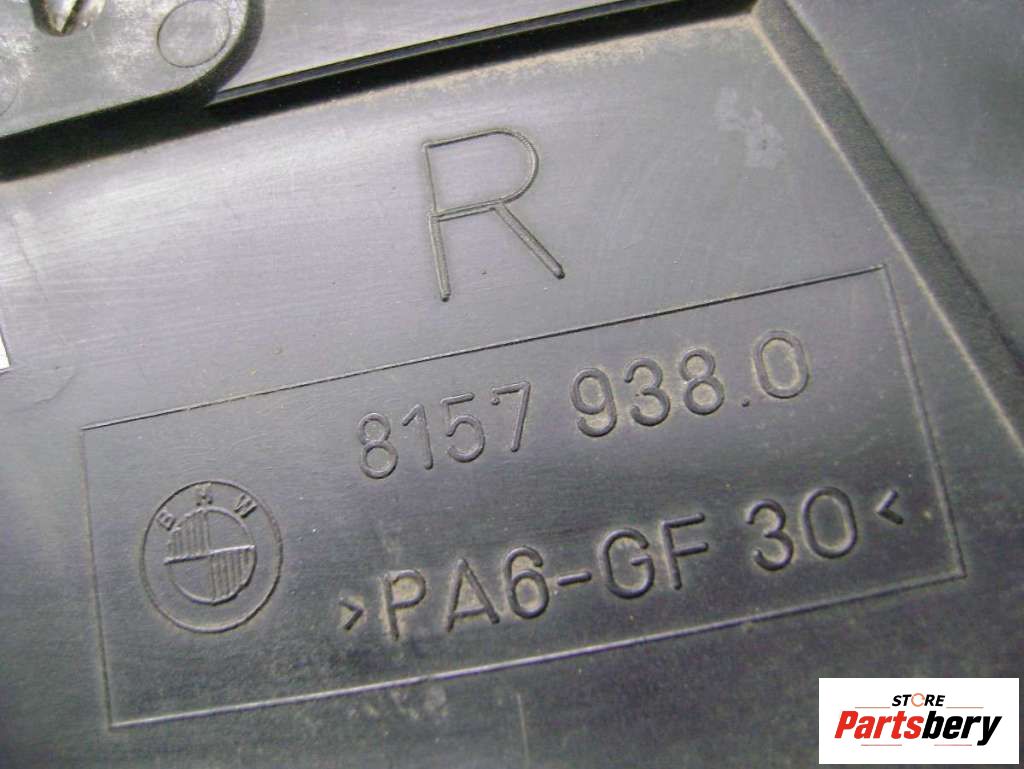 R
8157 938.0
BMW
>PA6-GF 30<
STORE
Partsbery